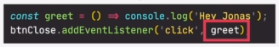 const greet = () => console.log('Hey Jonas');
btnClose.addEventListener('click', greet)